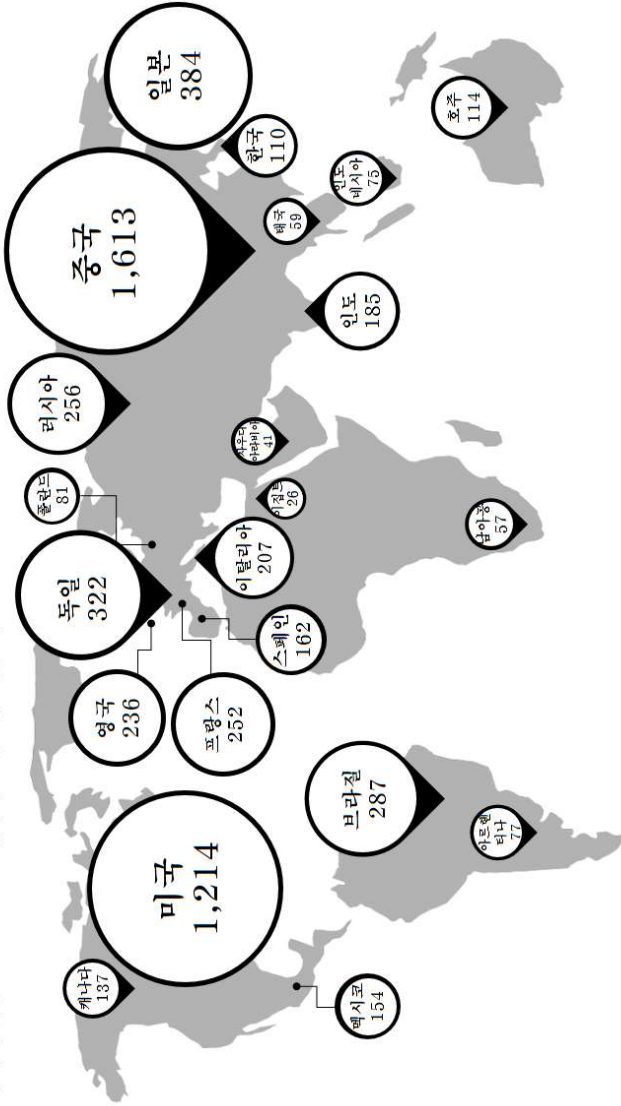 캐나다
137
미국
1,214
멕시코
154
브라질
287
아르헨
티나
77
영국
236
프랑스
252
독일
322
폴란드
81
스페인
162
이탈리아
207
이집트
26
사우디
아라비아
41
남아공
57
러시아
256
중국
1,613
인도
185
태국
59
인도
네시아
75
한국
110
일본
384
호주
114